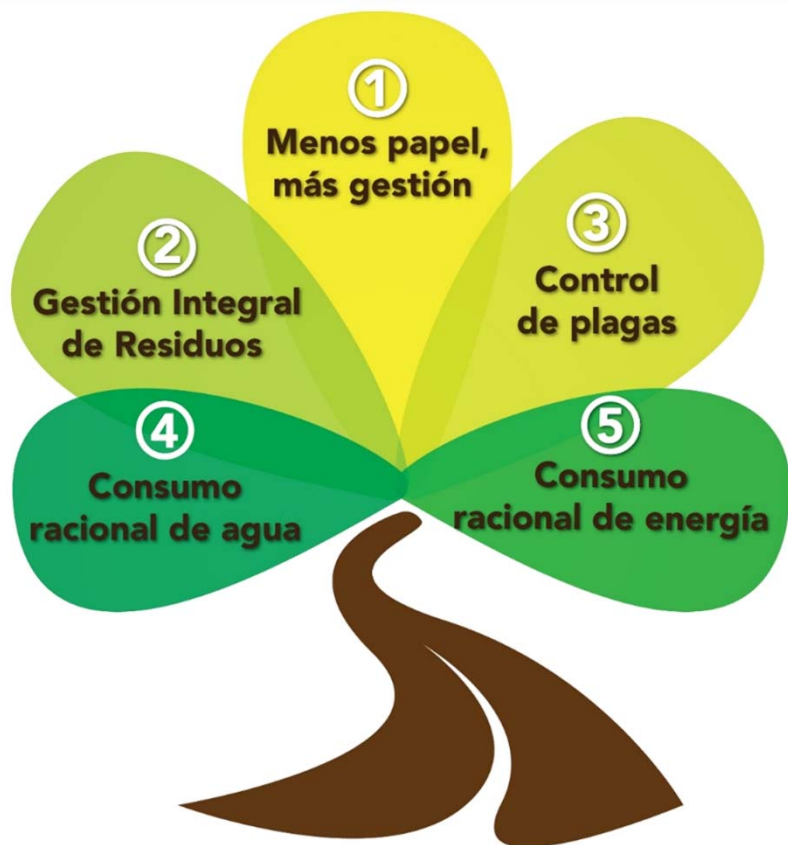 1
Menos papel,
más gestión
2
Gestión Integral
de Residuos
3
Control
de plagas
4
Consumo
racional de agua
5
Consumo
racional de energía